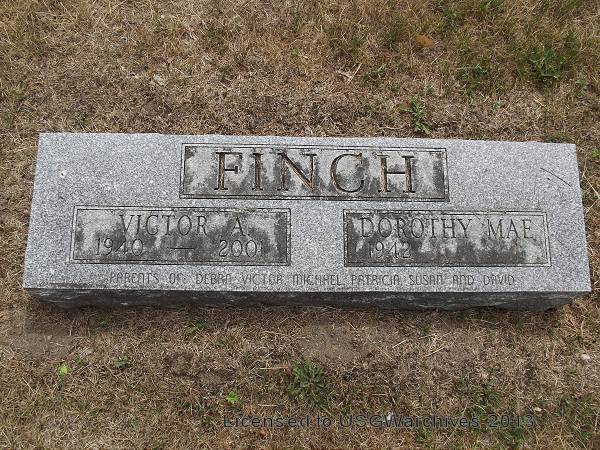 FINCH
VICTOR A. DOROTHY MAE
1940 — 2001 1942
PARENTS OF: DEBRA VICTOR MICHAEL PATRICIA SUSAN AND DAVID
Licensed to USGWarchives 2013